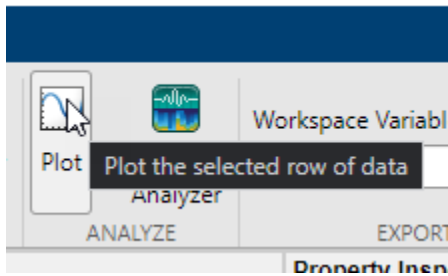 Workspace Variabl
Plot
Plot the selected row of data
Analyzer
ANALYZE
EXPORT
Property Insp